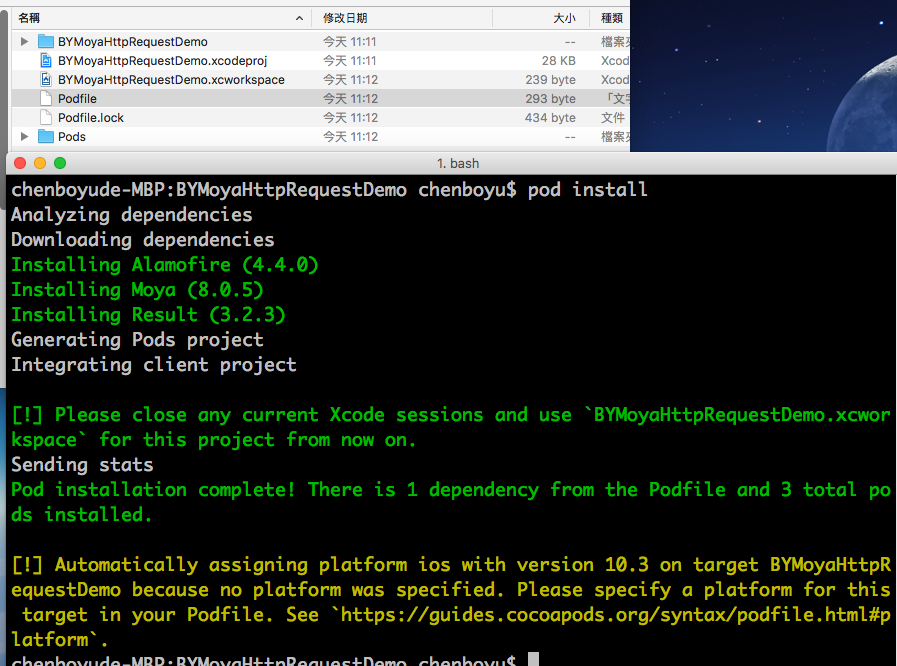 名稱 修改日期 大小 種類
BYMoyaHttpRequestDemo 今天 11:11 -- 檔案
BYMoyaHttpRequestDemo.xcodeproj 今天 11:11 28 KB Xcod
BYMoyaHttpRequestDemo.xcworkspace 今天 11:12 239 byte Xcod
Podfile 今天 11:12 293 byte 「文字
Podfile.lock 今天 11:12 434 byte 文件
Pods 今天 11:12 -- 檔案
1. bash
chenboyude-MBP:BYMoyaHttpRequestDemo chenboyu$ pod install
Analyzing dependencies
Downloading dependencies
Installing Alamofire (4.4.0)
Installing Moya (8.0.5)
Installing Result (3.2.3)
Generating Pods project
Integrating client project
[!] Please close any current Xcode sessions and use `BYMoyaHttpRequestDemo.xcwor
kspace` for this project from now on.
Sending stats
Pod installation complete! There is 1 dependency from the Podfile and 3 total po
ds installed.
[!] Automatically assigning platform ios with version 10.3 on target BYMoyaHttpR
equestDemo because no platform was specified. Please specify a platform for this
 target in your Podfile. See `https://guides.cocoapods.org/syntax/podfile.html#p
latform`.
chenboyude-MBP:BYMoyaHttpRequestDemo chenboyu$